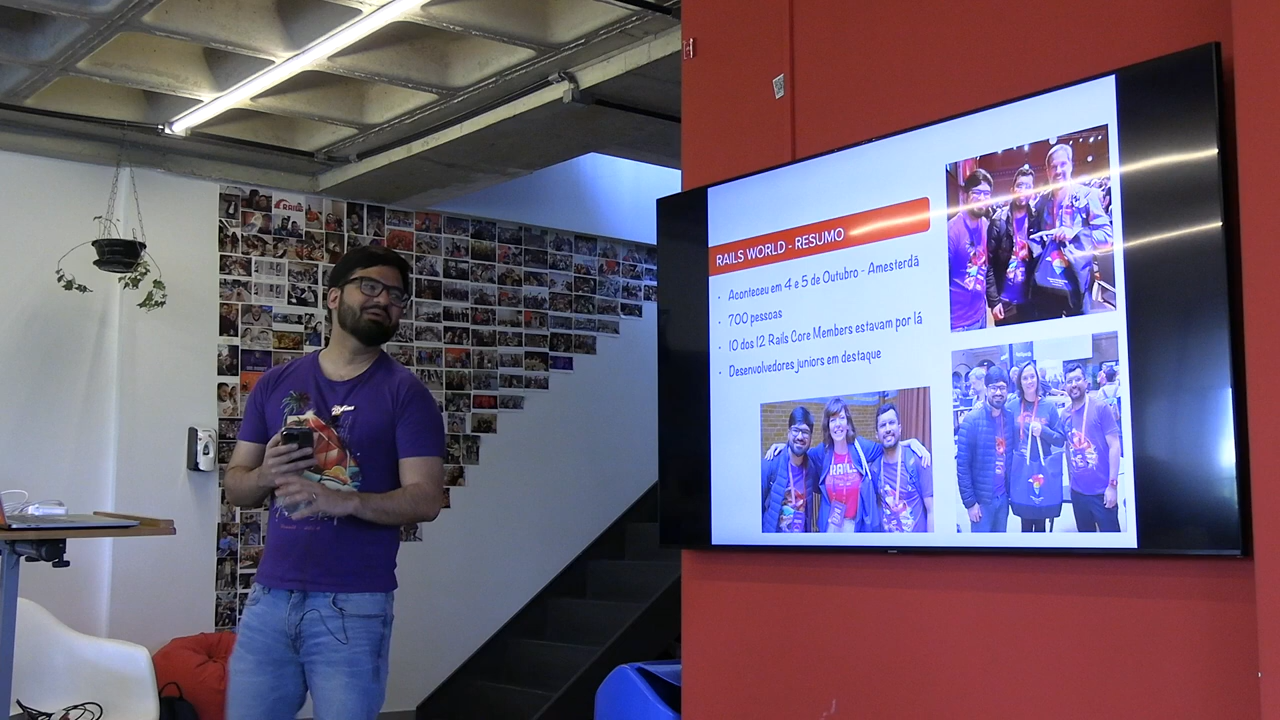 RAILS WORLD - RESUMO
Aconteceu em 4 e 5 de Outubro - Amesterdã
700 pessoas
10 dos 12 Rails Core Members estavam por lá
Desenvolvedores juniors em destaque
RAILS